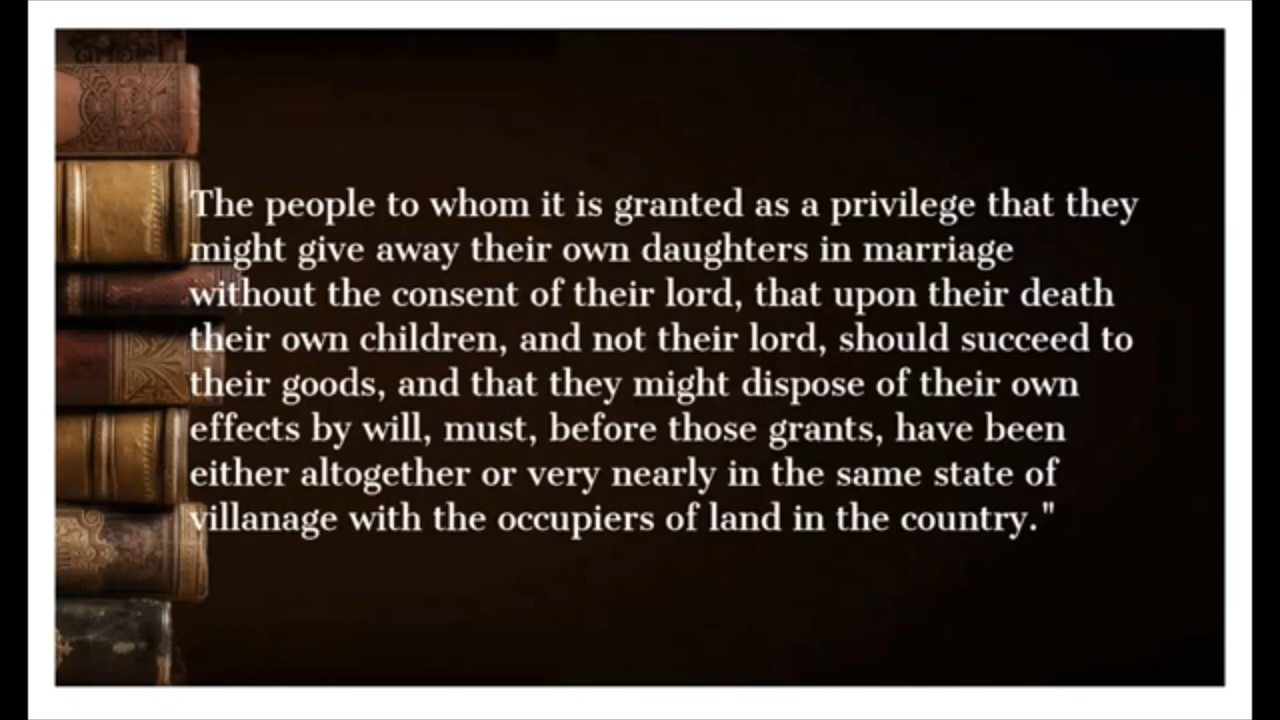 The people to whom it is granted as a privilege that they
might give away their own daughters in marriage
without the consent of their lord, that upon their death
their own children, and not their lord, should succeed to
their goods, and that they might dispose of their own
effects by will, must, before those grants, have been
either altogether or very nearly in the same state of
villanage with the occupiers of land in the country."